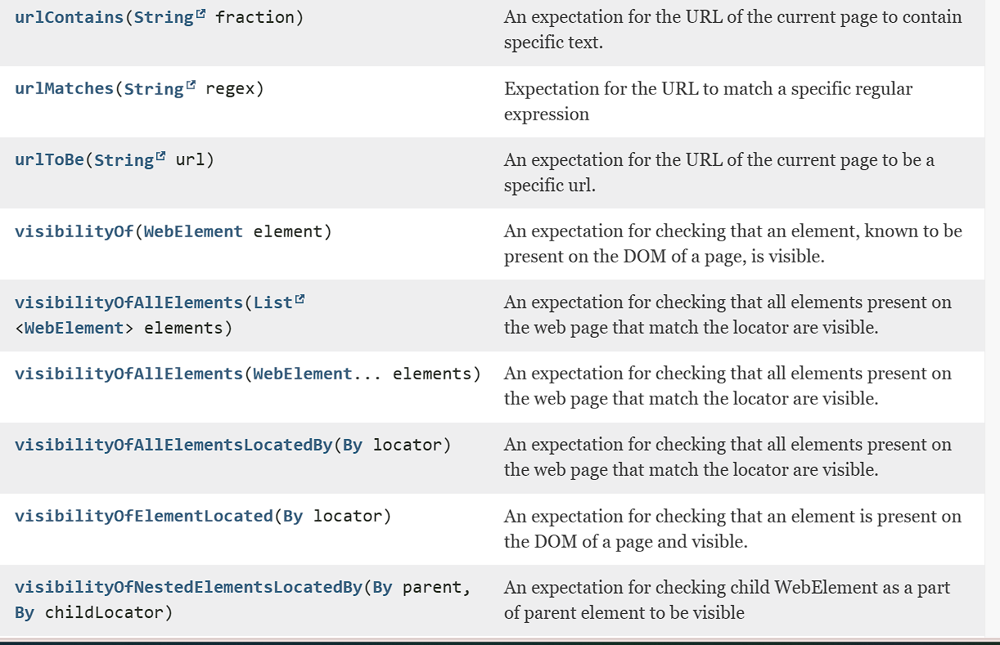 urlContains(String fraction)
An expectation for the URL of the current page to contain
specific text.
urlMatches(String regex)
Expectation for the URL to match a specific regular
expression
urlToBe(String url)
An expectation for the URL of the current page to be a
specific url.
visibilityOf(WebElement element)
An expectation for checking that an element, known to be
present on the DOM of a page, is visible.
visibilityOfAllElements(List
<WebElement> elements)
An expectation for checking that all elements present on
the web page that match the locator are visible.
visibilityOfAllElements(WebElement... elements)
An expectation for checking that all elements present on
the web page that match the locator are visible.
visibilityOfAllElementsLocatedBy(By locator)
An expectation for checking that all elements present on
the web page that match the locator are visible.
visibilityOfElementLocated(By locator)
An expectation for checking that an element is present on
the DOM of a page and visible.
visibilityOfNestedElementsLocatedBy(By parent,
By childLocator)
An expectation for checking child WebElement as a part
of parent element to be visible